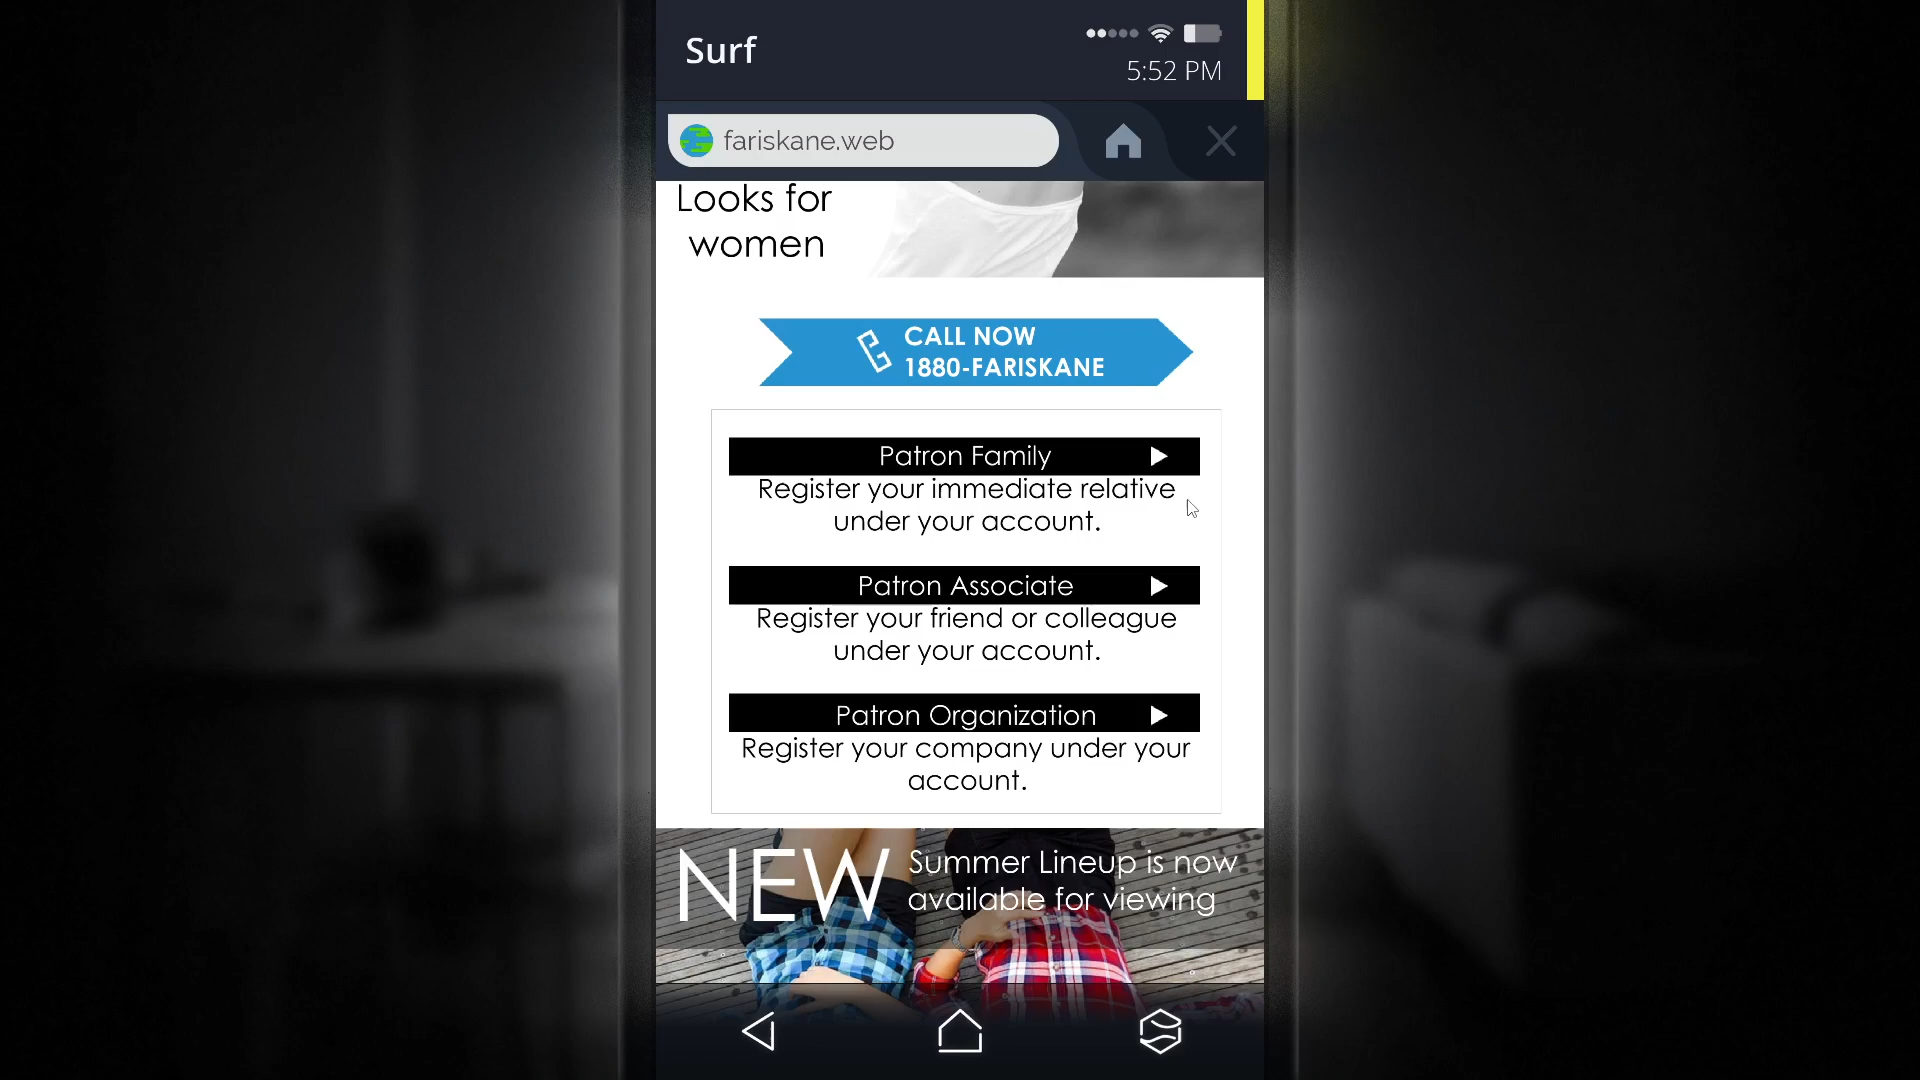 Surf
5:52 PM
fariskane.web
Looks for
women
CALL NOW
1880-FARISKANE
Patron Family
Register your immediate relative
under your account.
Patron Associate
Register your friend or colleague
under your account.
Patron Organization
Register your company under your
account.
NEW
Summer Lineup is now
available for viewing